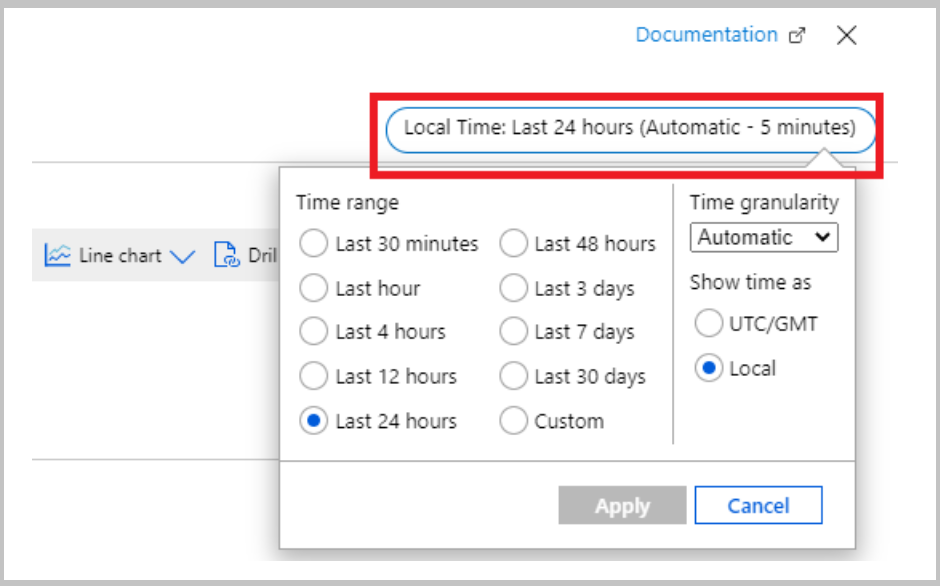 Documentation
Local Time: Last 24 hours (Automatic - 5 minutes)
Line chart
Dril
Time range
Last 30 minutes
Last hour
Last 4 hours
Last 12 hours
Last 24 hours
Last 48 hours
Last 3 days
Last 7 days
Last 30 days
Custom
Time granularity
Automatic
Show time as
UTC/GMT
Local
Apply
Cancel